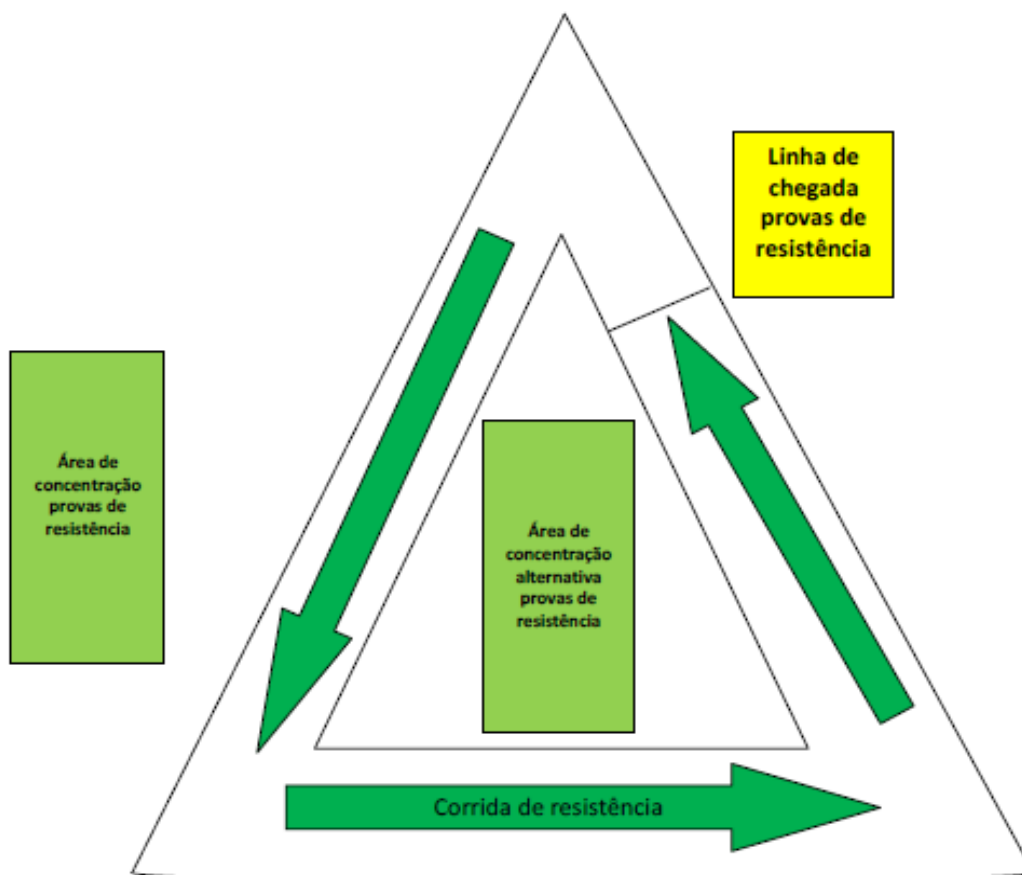 Linha de
chegada
provas de
resistência
Área de
concentração
provas de
resistência
Área de
concentração
alternativa
provas de
resistência
Corrida de resistência